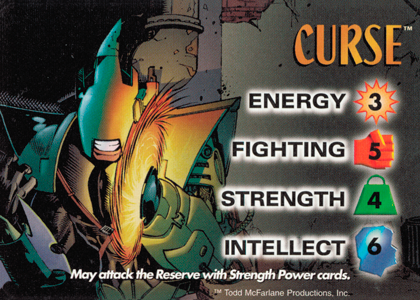 CURSE™
ENERGY 3
FIGHTING 5
STRENGTH 4
INTELLECT 6
May attack the Reserve with Strength Power cards.
™ Todd McFarlane Productions, Inc.